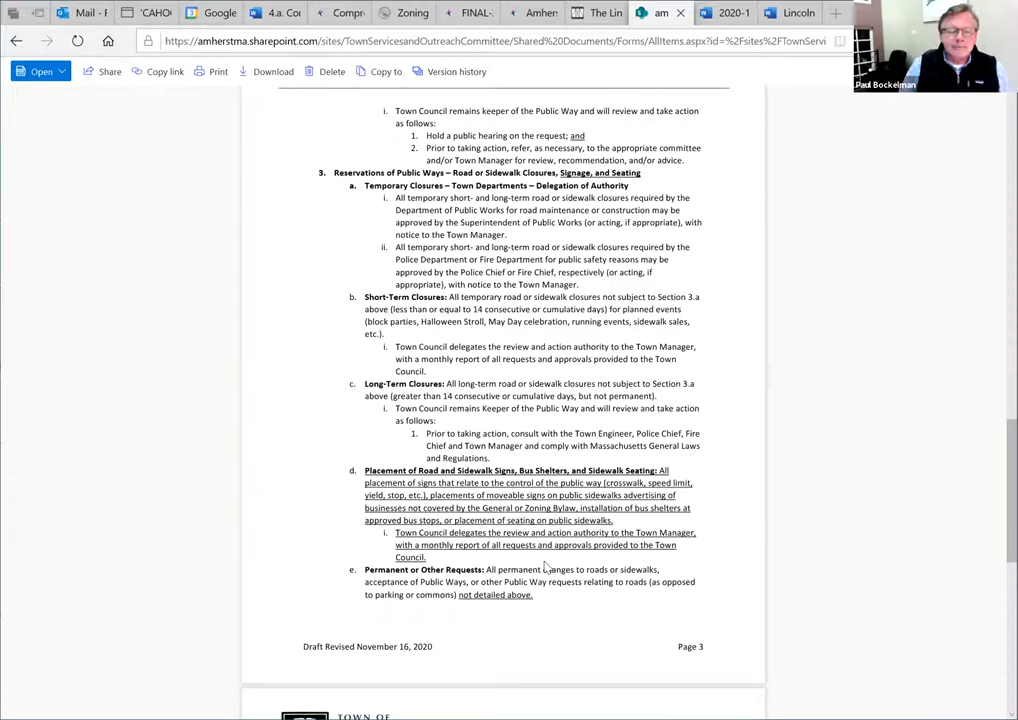 Mail - F
'CAHO
Google
4.a. Cor
Compre
Zoning
FINAL-
Amhers
The Lin
am
2020-1
Lincoln
https://amherstma.sharepoint.com/sites/TownServicesandOutreachCommittee/Shared%20Documents/Forms/AllItems.aspx?id=%2Fsites%2FTownServi
Open
Share
Copy link
Print
Download
Delete
Copy to
Version history
Paul Bockelman
i. Town Council remains keeper of the Public Way and will review and take action
as follows:
1. Hold a public hearing on the request; and
2. Prior to taking action, refer, as necessary, to the appropriate committee
and/or Town Manager for review, recommendation, and/or advice.
3. Reservations of Public Ways – Road or Sidewalk Closures, Signage, and Seating
a. Temporary Closures – Town Departments – Delegation of Authority
i. All temporary short- and long-term road or sidewalk closures required by the
Department of Public Works for road maintenance or construction may be
approved by the Superintendent of Public Works (or acting, if appropriate), with
notice to the Town Manager.
ii. All temporary short- and long-term road or sidewalk closures required by the
Police Department or Fire Department for public safety reasons may be
approved by the Police Chief or Fire Chief, respectively (or acting, if
appropriate), with notice to the Town Manager.
b. Short-Term Closures: All temporary road or sidewalk closures not subject to Section 3.a
above (less than or equal to 14 consecutive or cumulative days) for planned events
(block parties, Halloween Stroll, May Day celebration, running events, sidewalk sales,
etc.).
i. Town Council delegates the review and action authority to the Town Manager,
with a monthly report of all requests and approvals provided to the Town
Council.
c. Long-Term Closures: All long-term road or sidewalk closures not subject to Section 3.a
above (greater than 14 consecutive or cumulative days, but not permanent).
i. Town Council remains Keeper of the Public Way and will review and take action
as follows:
1. Prior to taking action, consult with the Town Engineer, Police Chief, Fire
Chief and Town Manager and comply with Massachusetts General Laws
and Regulations.
d. Placement of Road and Sidewalk Signs, Bus Shelters, and Sidewalk Seating: All
placement of signs that relate to the control of the public way (crosswalk, speed limit,
yield, stop, etc.), placements of moveable signs on public sidewalks advertising of
businesses not covered by the General or Zoning Bylaw, installation of bus shelters at
approved bus stops, or placement of seating on public sidewalks.
i. Town Council delegates the review and action authority to the Town Manager,
with a monthly report of all requests and approvals provided to the Town
Council.
e. Permanent or Other Requests: All permanent changes to roads or sidewalks,
acceptance of Public Ways, or other Public Way requests relating to roads (as opposed
to parking or commons) not detailed above.
Draft Revised November 16, 2020
Page 3
TOWN OF